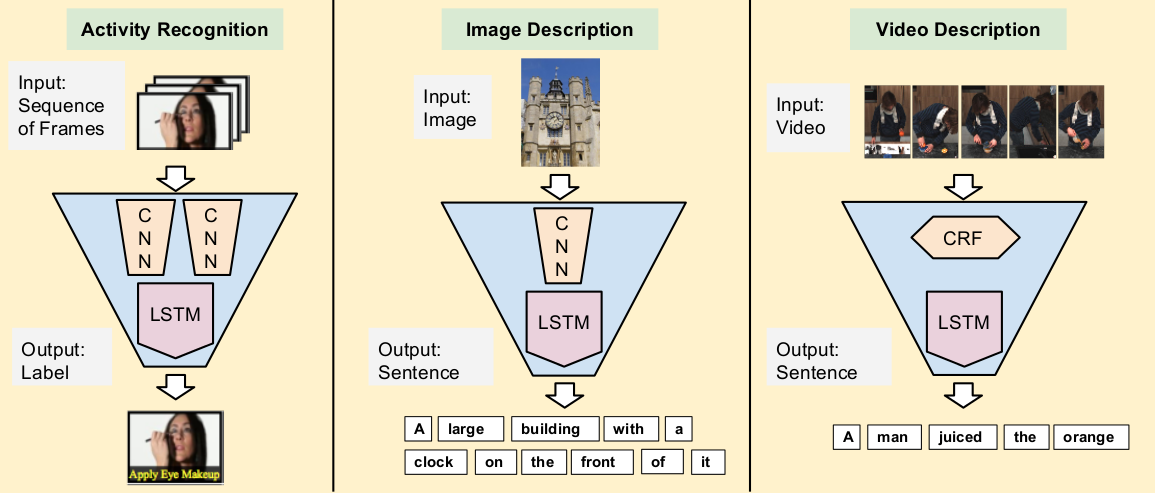 Activity Recognition
Input:
Sequence
of Frames
C
N
N
C
N
N
LSTM
Output:
Label
Apply Eye Makeup
Image Description
Input:
Image
C
N
N
LSTM
Output:
Sentence
A large building with a
clock on the front of it
Video Description
Input:
Video
CRF
LSTM
Output:
Sentence
A man juiced the orange